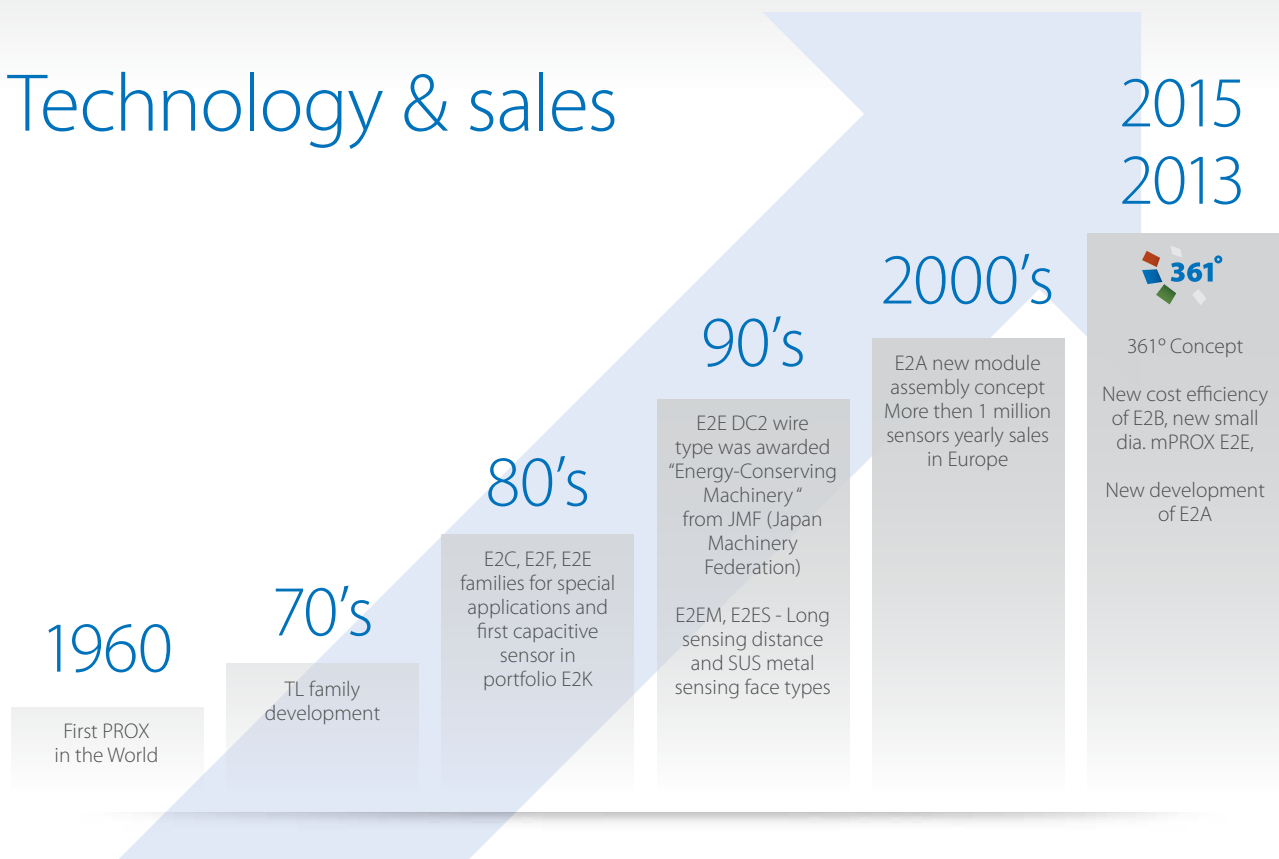 Technology & sales
1960
First PROX
in the World
70's
TL family
development
80's
E2C, E2F, E2E
families for special
applications and
first capacitive
sensor in
portfolio E2K
90's
E2E DC2 wire
type was awarded
“Energy-Conserving
Machinery “
from JMF (Japan
Machinery
Federation)
E2EM, E2ES - Long
sensing distance
and SUS metal
sensing face types
2000's
E2A new module
assembly concept
More then 1 million
sensors yearly sales
in Europe
2015
2013
361°
361º Concept
New cost efficiency
of E2B, new small
dia. mPROX E2E,
New development
of E2A